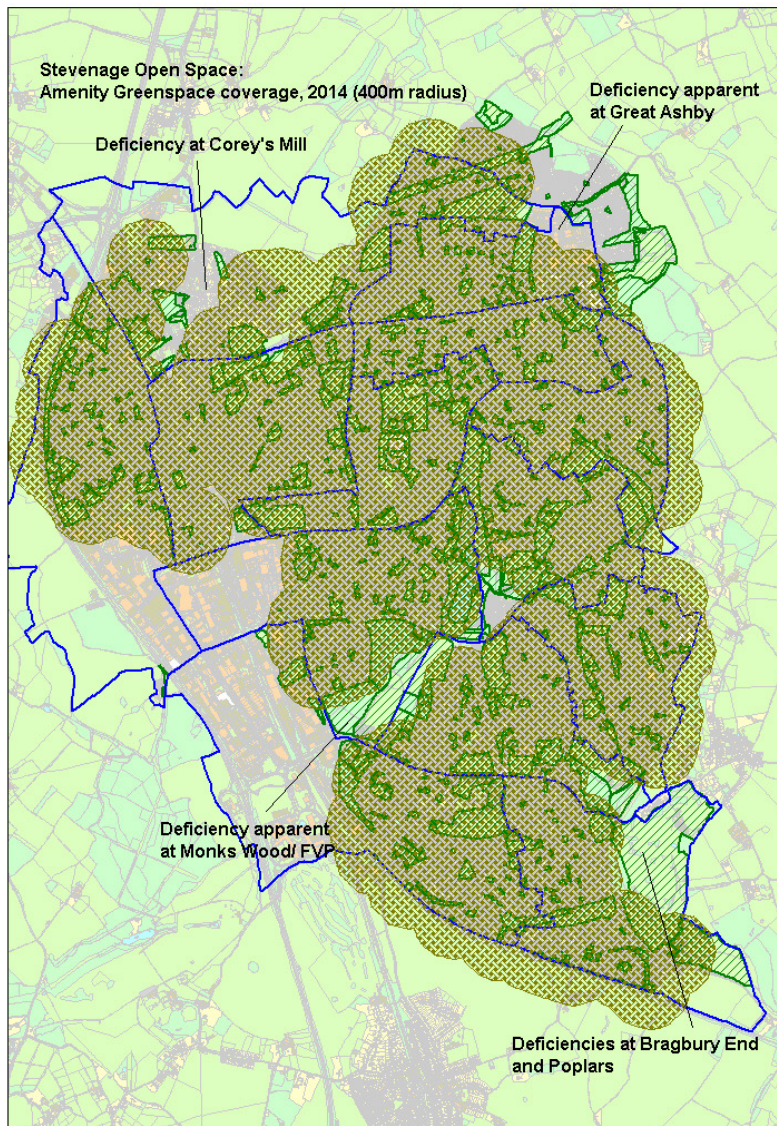 Stevenage Open Space:
Amenity Greenspace coverage, 2014 (400m radius)
Deficiency apparent
at Great Ashby
Deficiency at Corey's Mill
Deficiency apparent
at Monks Wood/ FVP
Deficiencies at Bragbury End
and Poplars